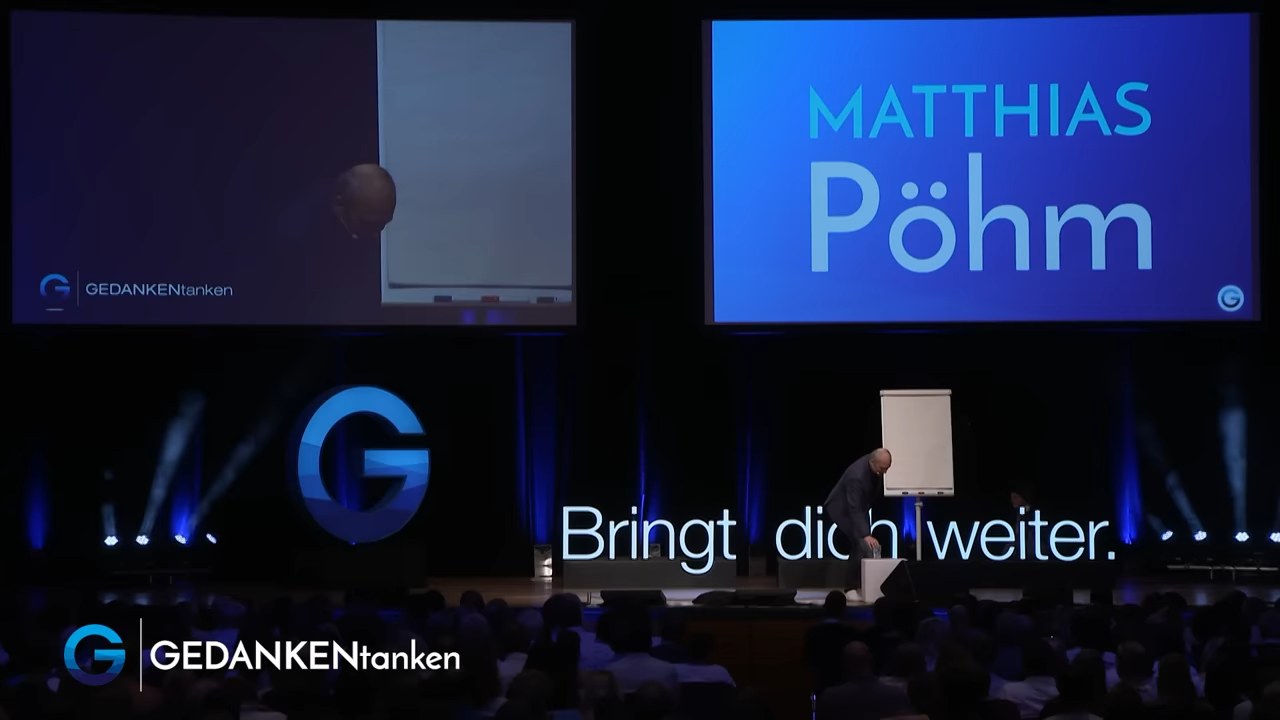 MATTHIAS
Pöhm
GEDANKENtanken
G
Bringt dich weiter.
GEDANKENtanken